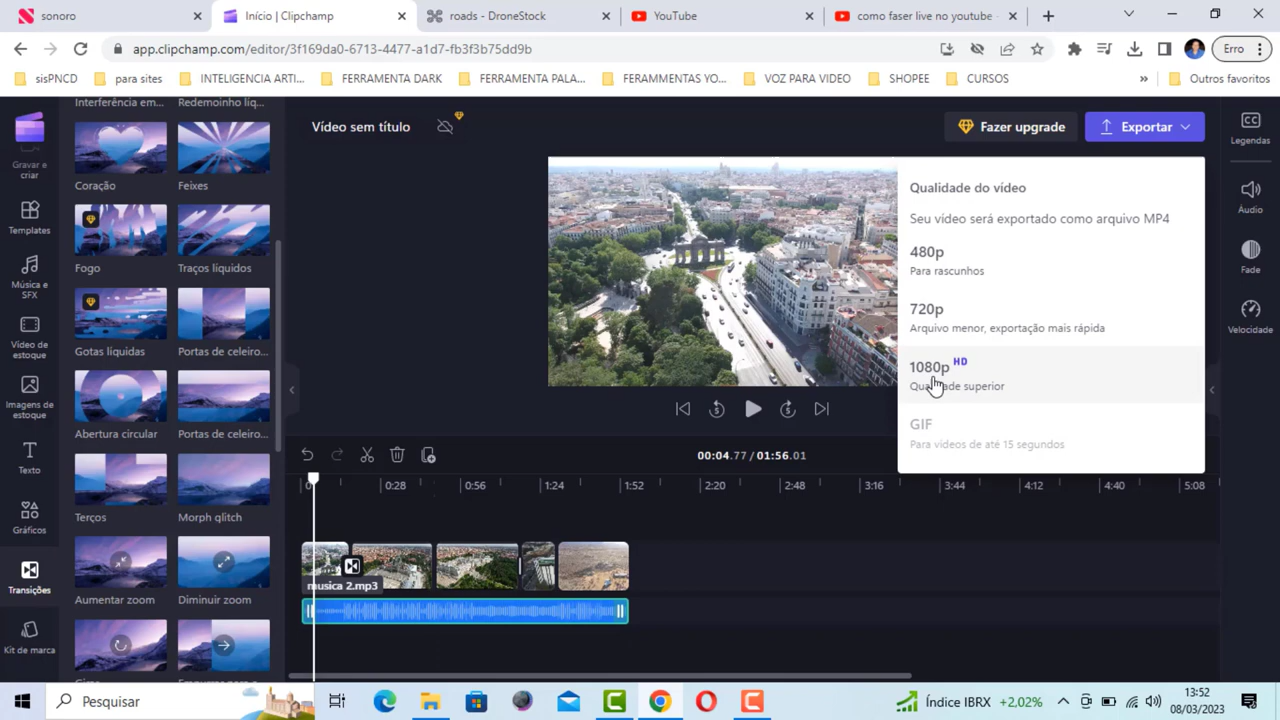 sonoro
Início | Clipchamp
roads - DroneStock
YouTube
como faser live no youtube -
app.clipchamp.com/editor/3f169da0-6713-4477-a1d7-fb3f3b75dd9b
Erro
sisPNCD
para sites
INTELIGENCIA ARTI...
FERRAMENTA DARK
FERRAMENTA PALA...
FERAMMENTAS YO...
VOZ PARA VIDEO
SHOPEE
CURSOS
»
Outros favoritos
Gravar e
criar
Templates
Música e
SFX
Vídeo de
estoque
Imagens de
estoque
Texto
Gráficos
Transições
Kit de marca
Interferência em...
Redemoinho líq...
Coração
Feixes
Fogo
Traços líquidos
Gotas líquidas
Portas de celeiro...
Abertura circular
Portas de celeiro...
Terços
Morph glitch
Aumentar zoom
Diminuir zoom
Vídeo sem título
Fazer upgrade
Exportar
Qualidade do vídeo
Seu vídeo será exportado como arquivo MP4
480p
Para rascunhos
720p
Arquivo menor, exportação mais rápida
1080p HD
Qualidade superior
GIF
Para vídeos de até 15 segundos
CC
Legendas
Áudio
Fade
Velocidade
5
5
00:04.77 / 01:56.01
0
0:28
0:56
1:24
1:52
2:20
2:48
3:16
3:44
4:12
4:40
5:08
musica 2.mp3
Pesquisar
Índice IBRX +2,02%
13:52
08/03/2023